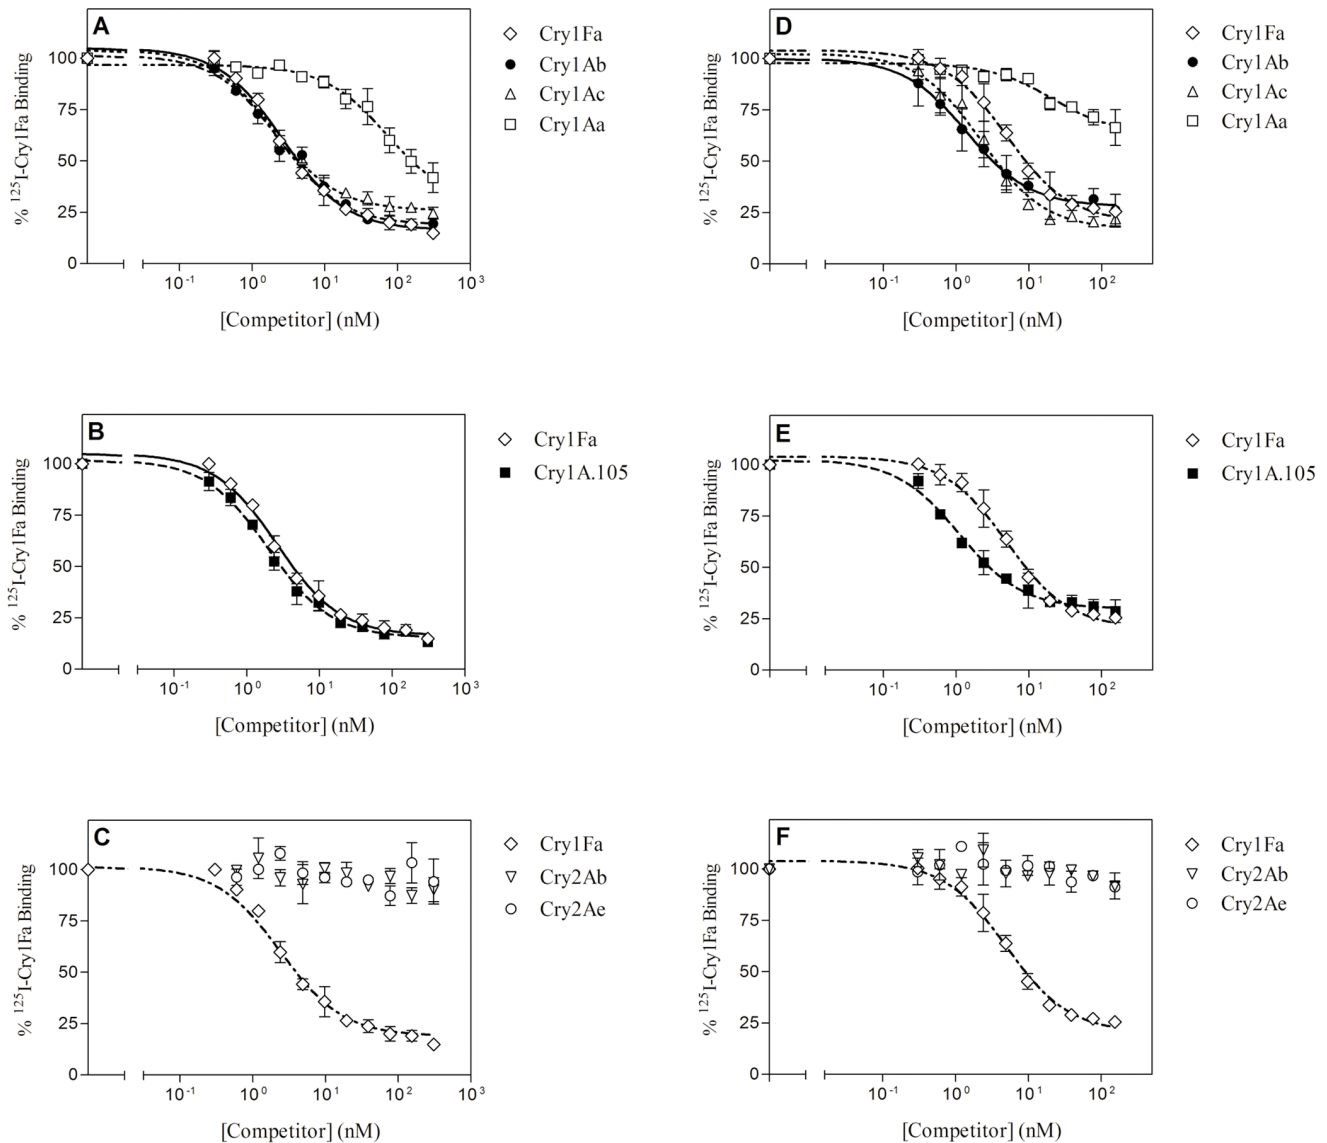 A
% ¹²⁵I-Cry1Fa Binding
100
75
50
25
0
10⁻¹ 10⁰ 10¹ 10² 10³
[Competitor] (nM)
Cry1Fa
Cry1Ab
Cry1Ac
Cry1Aa
D
% ¹²⁵I-Cry1Fa Binding
100
75
50
25
0
10⁻¹ 10⁰ 10¹ 10²
[Competitor] (nM)
Cry1Fa
Cry1Ab
Cry1Ac
Cry1Aa
B
% ¹²⁵I-Cry1Fa Binding
100
75
50
25
0
10⁻¹ 10⁰ 10¹ 10² 10³
[Competitor] (nM)
Cry1Fa
Cry1A.105
E
% ¹²⁵I-Cry1Fa Binding
100
75
50
25
0
10⁻¹ 10⁰ 10¹ 10²
[Competitor] (nM)
Cry1Fa
Cry1A.105
C
% ¹²⁵I-Cry1Fa Binding
100
75
50
25
0
10⁻¹ 10⁰ 10¹ 10² 10³
[Competitor] (nM)
Cry1Fa
Cry2Ab
Cry2Ae
F
% ¹²⁵I-Cry1Fa Binding
100
75
50
25
0
10⁻¹ 10⁰ 10¹ 10²
[Competitor] (nM)
Cry1Fa
Cry2Ab
Cry2Ae